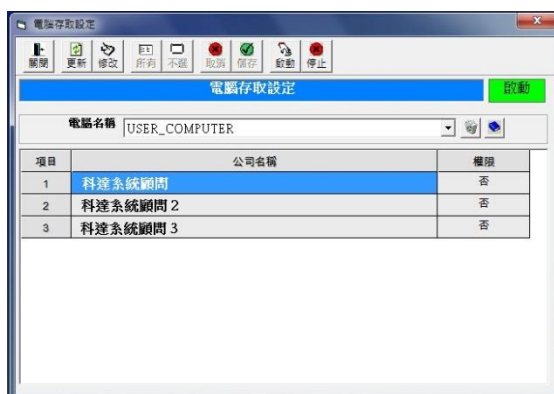 電腦存取設定
關閉 更新 修改 所有 不選 取消 儲存 啟動 停止
電腦存取設定 啟動
電腦名稱 USER_COMPUTER
項目 公司名稱 權限
1 科達系統顧問 否
2 科達系統顧問 2 否
3 科達系統顧問 3 否